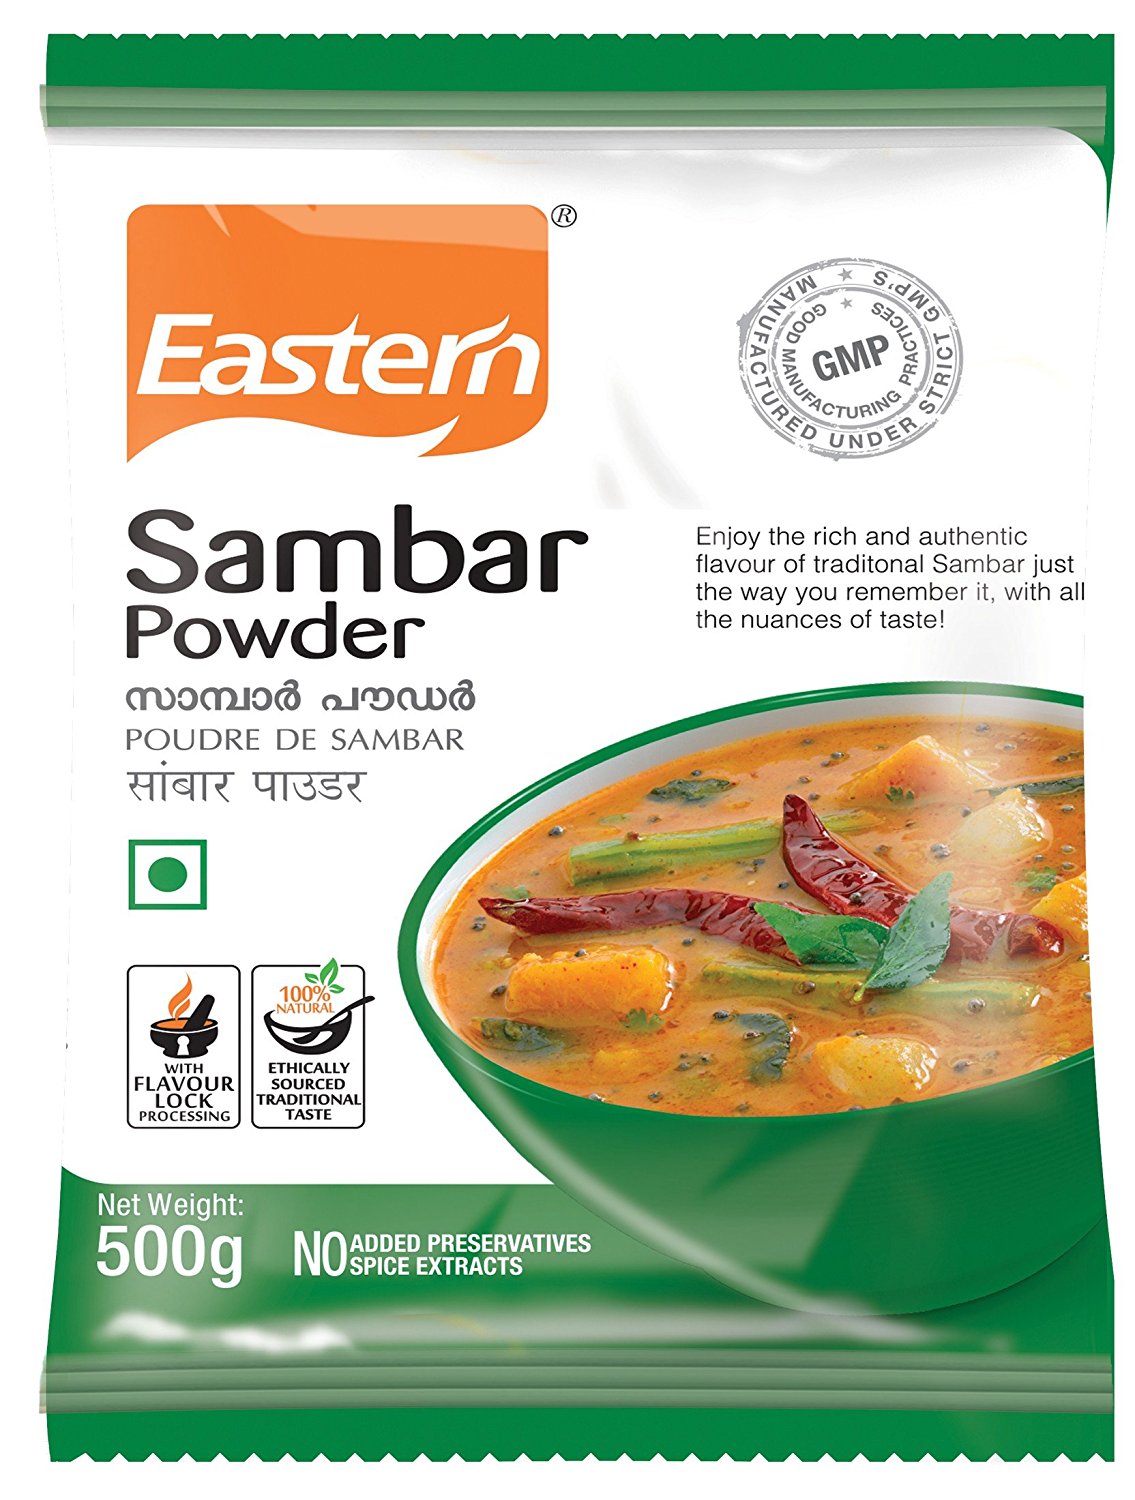 Eastern®
MANUFACTURED UNDER STRICT GMP'S
GOOD MANUFACTURING PRACTICES
GMP
Sambar
Powder
സാമ്പാർ പൗഡർ
POUDRE DE SAMBAR
सांबार पाउडर
Enjoy the rich and authentic
flavour of traditonal Sambar just
the way you remember it, with all
the nuances of taste!
WITH
FLAVOUR
LOCK
PROCESSING
100%
NATURAL
ETHICALLY
SOURCED
TRADITIONAL
TASTE
Net Weight:
500g
NO ADDED PRESERVATIVES
SPICE EXTRACTS